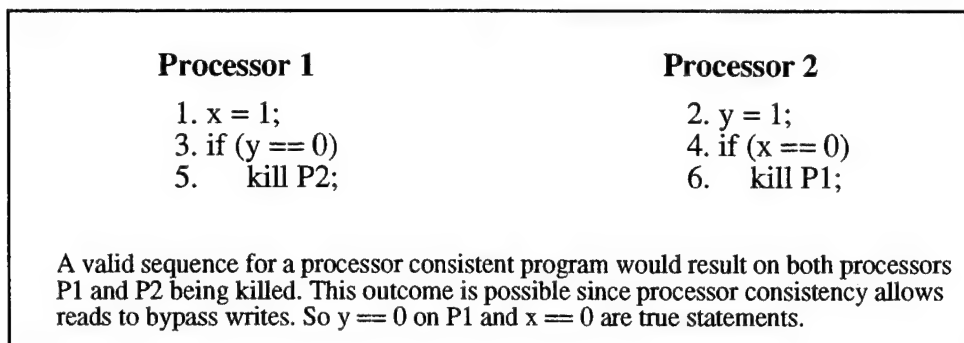 Processor 1
1. x = 1;
3. if (y == 0)
5. kill P2;
Processor 2
2. y = 1;
4. if (x == 0)
6. kill P1;
A valid sequence for a processor consistent program would result on both processors
P1 and P2 being killed. This outcome is possible since processor consistency allows
reads to bypass writes. So y == 0 on P1 and x == 0 are true statements.